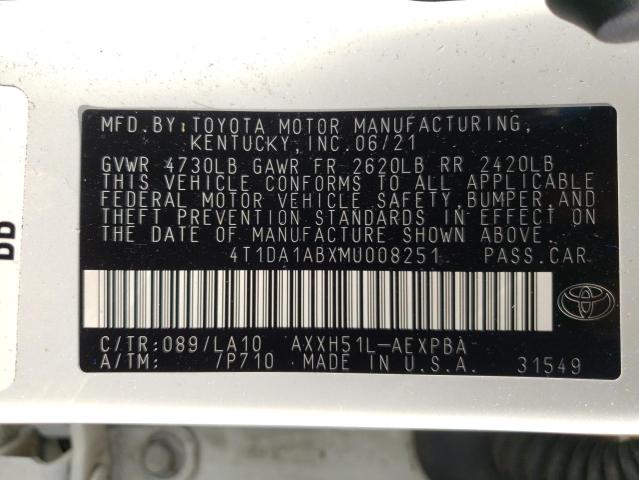 MFD.BY:TOYOTA MOTOR MANUFACTURING,
KENTUCKY,INC.06/21
GVWR 4730LB GAWR FR 2620LB RR 2420LB
THIS VEHICLE CONFORMS TO ALL APPLICABLE
FEDERAL MOTOR VEHICLE SAFETY,BUMPER,AND
THEFT PREVENTION STANDARDS IN EFFECT ON
THE DATE OF MANUFACTURE SHOWN ABOVE.
4T1DA1ABXMU008251 PASS.CAR
C/TR:089/LA10 AXXH51L-AEXPBA
A/TM: /P710 MADE IN U.S.A. 31549